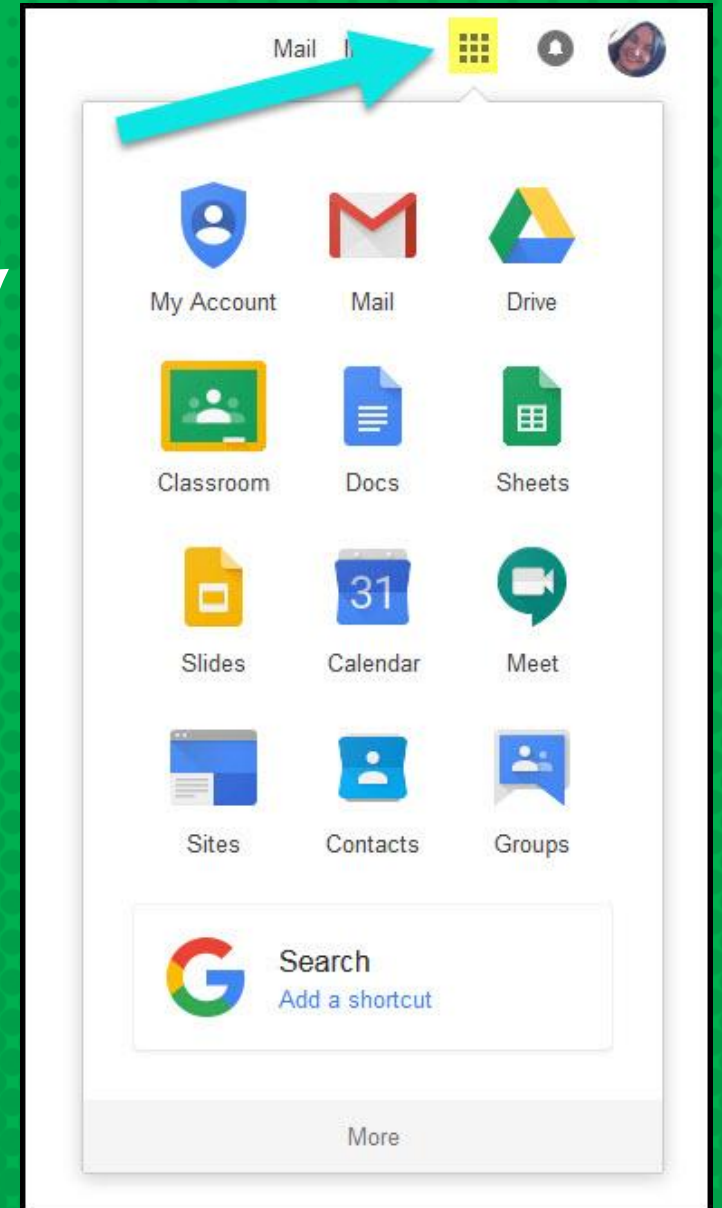 Mail
My Account Mail Drive
Classroom Docs Sheets
Slides 31 Calendar Meet
Sites Contacts Groups
Search
Add a shortcut
More